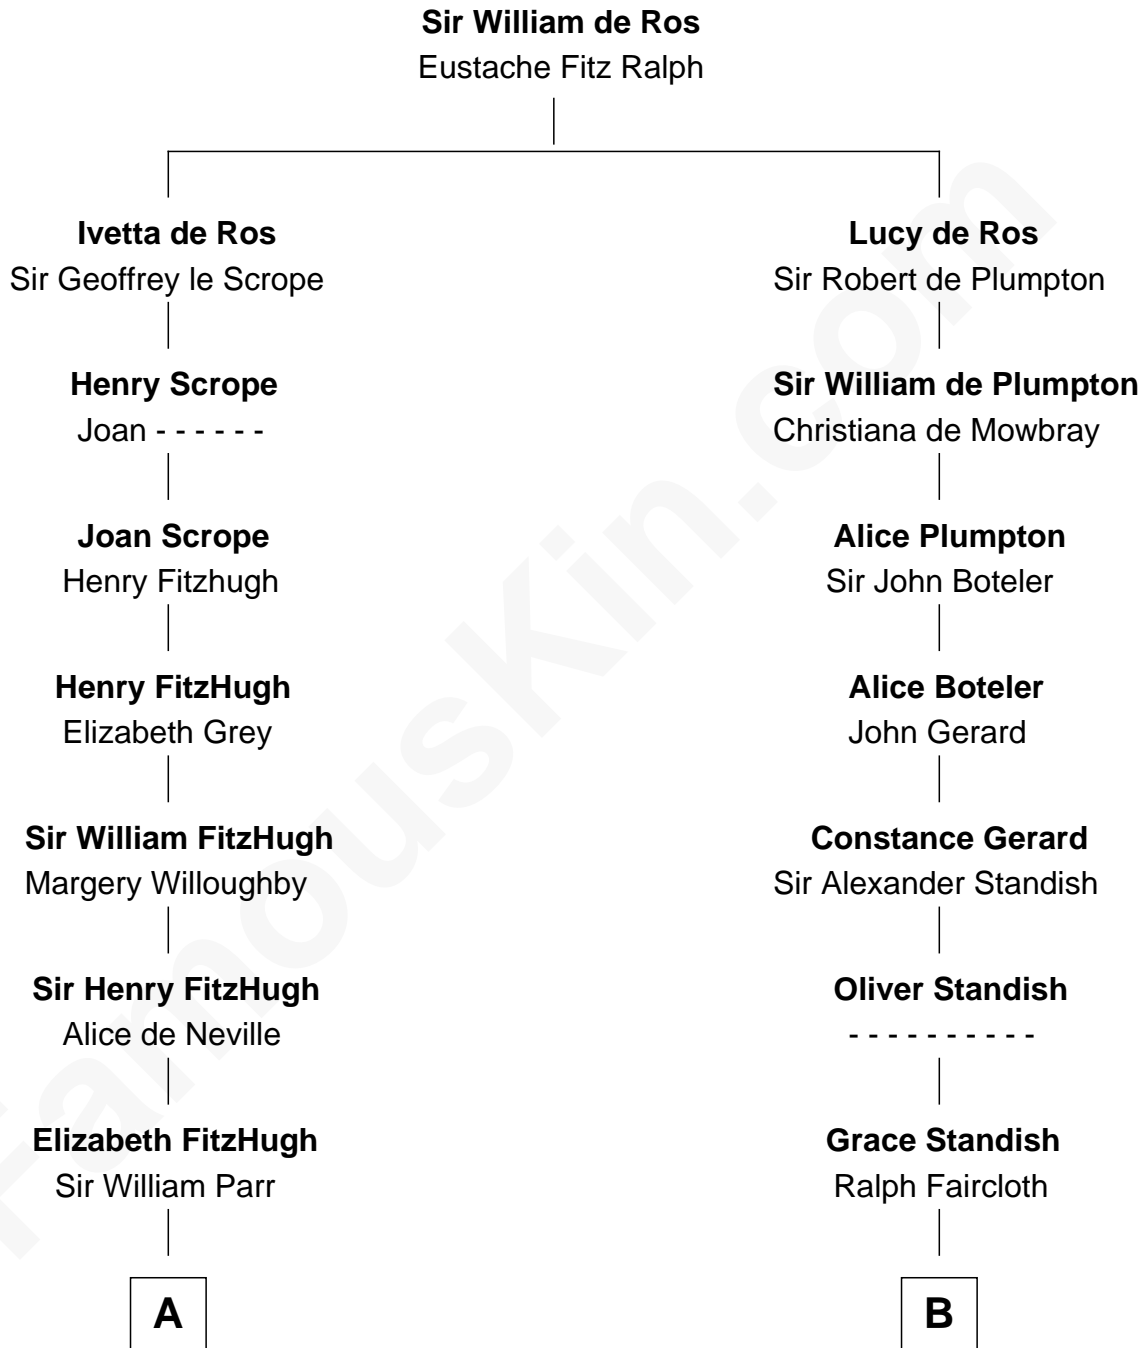 Sir William de Ros
Eustache Fitz Ralph
Ivetta de Ros
Sir Geoffrey le Scrope
Lucy de Ros
Sir Robert de Plumpton
Henry Scrope
Joan - - - - - -
Sir William de Plumpton
Christiana de Mowbray
Joan Scrope
Henry Fitzhugh
Alice Plumpton
Sir John Boteler
Henry FitzHugh
Elizabeth Grey
Alice Boteler
John Gerard
Sir William FitzHugh
Margery Willoughby
Constance Gerard
Sir Alexander Standish
Sir Henry FitzHugh
Alice de Neville
Oliver Standish
- - - - - - - - - -
Elizabeth FitzHugh
Sir William Parr
Grace Standish
Ralph Faircloth
A
B
FamousKin.com